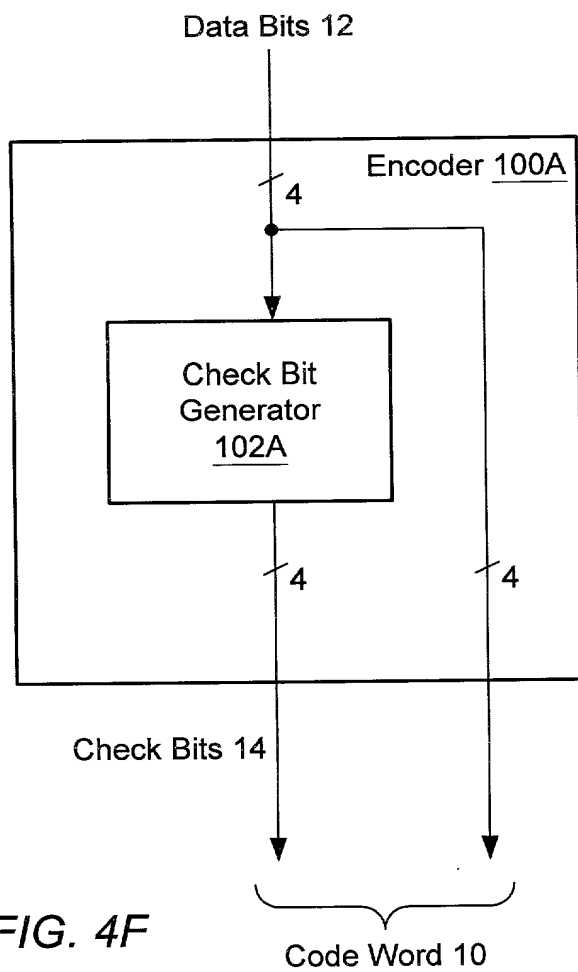 Data Bits 12
Encoder 100A
4
Check Bit
Generator
102A
4
4
Check Bits 14
FIG. 4F
Code Word 10